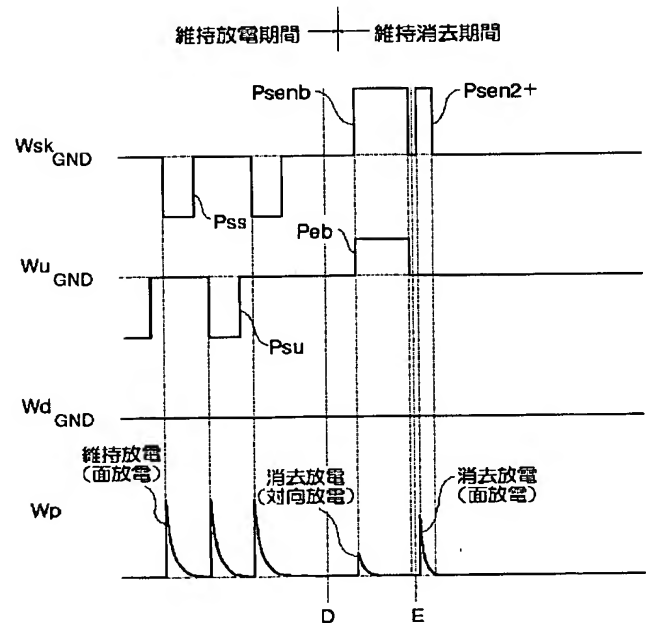 維持放電期間
維持消去期間
Psenb
Psen2+
Wsk GND
Pss
Peb
Wu GND
Psu
Wd GND
維持放電
(面放電)
消去放電
(対向放電)
消去放電
(面放電)
Wp
D
E